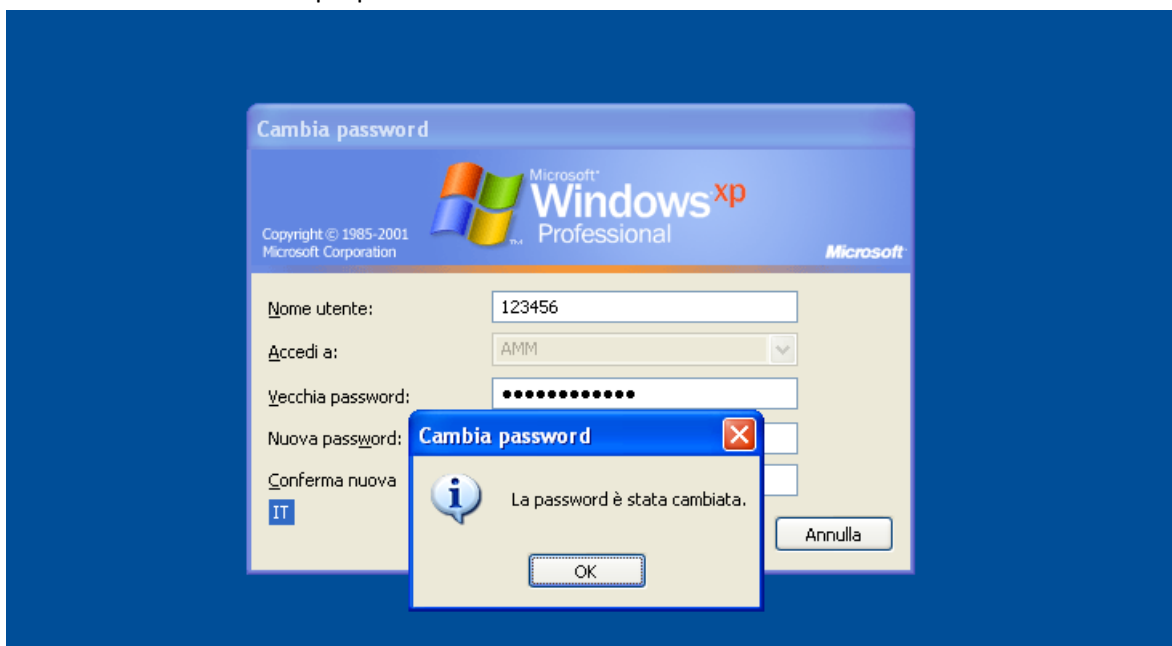 Cambia password
Microsoft®
Windows xp
Professional
Copyright © 1985-2001
Microsoft Corporation
Microsoft
Nome utente:
123456
Accedi a:
AMM
Vecchia password:
••••••••••••
Nuova password:
Conferma nuova
IT
Annulla
Cambia password
La password è stata cambiata.
OK